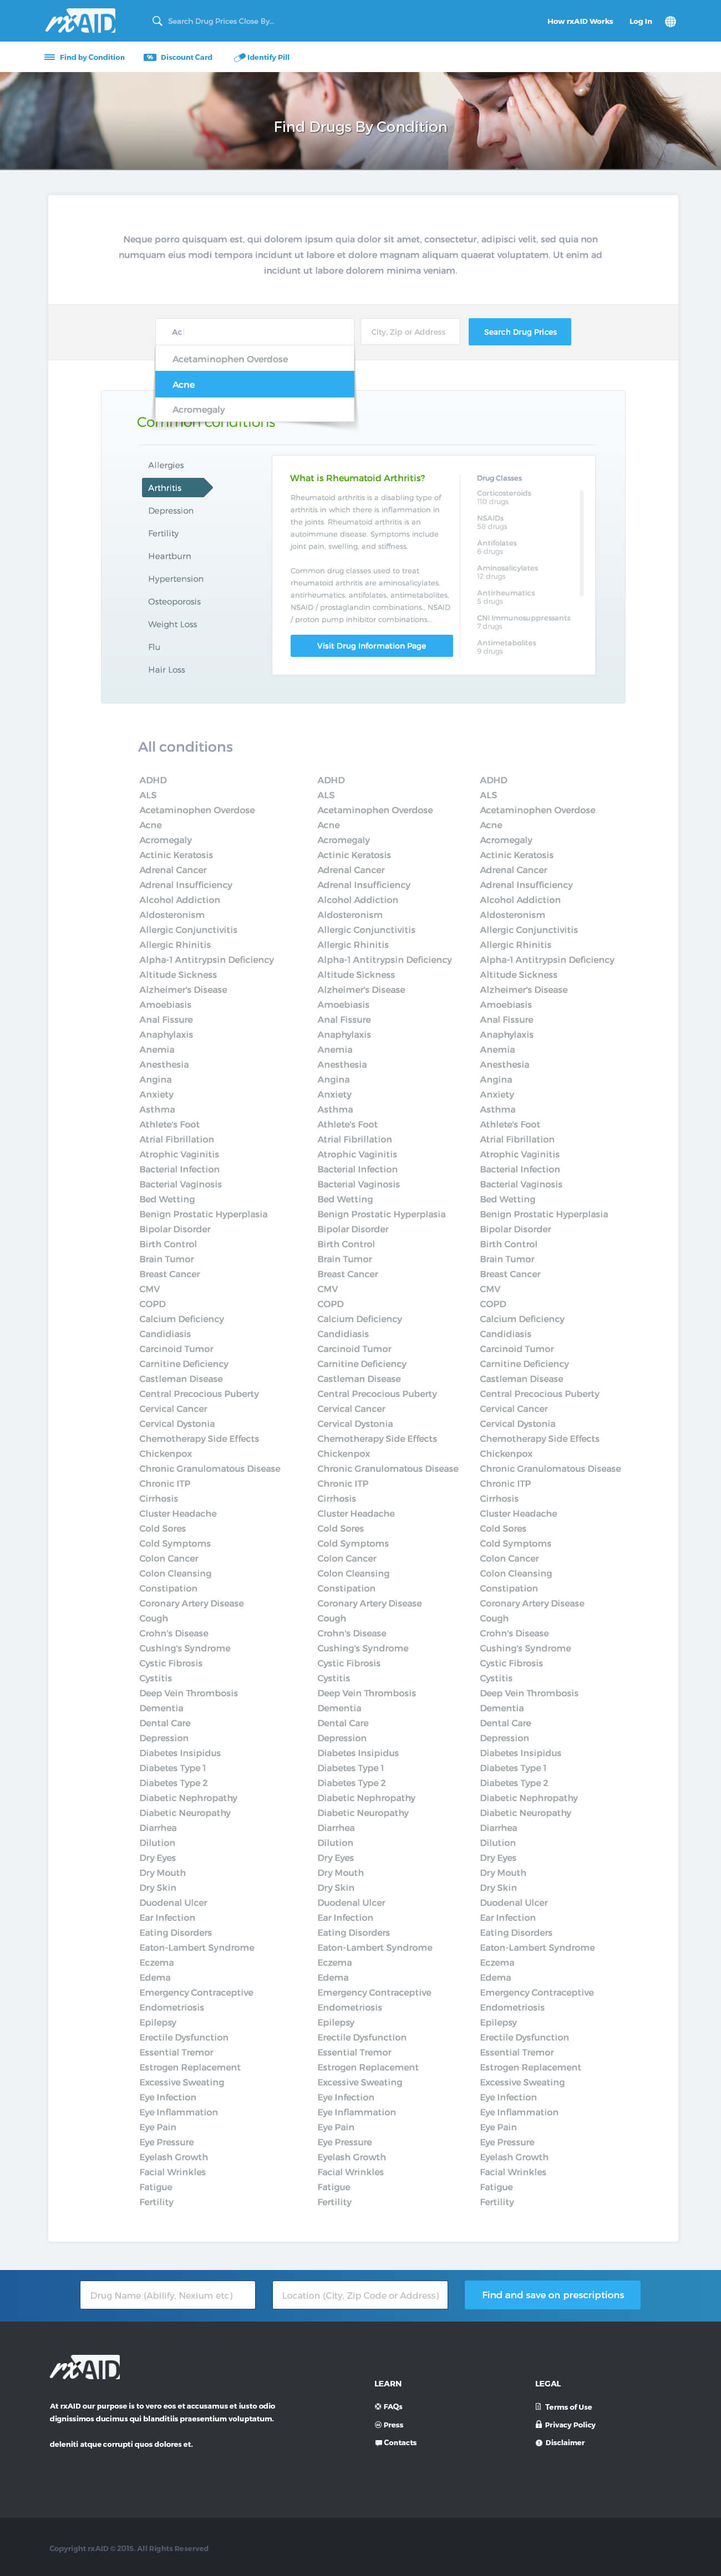 rxAID
Search Drug Prices Close By...
How rxAID Works
Log In
Find by Condition
% Discount Card
Identify Pill
Find Drugs By Condition
Neque porro quisquam est, qui dolorem ipsum quia dolor sit amet, consectetur, adipisci velit, sed quia non
numquam eius modi tempora incidunt ut labore et dolore magnam aliquam quaerat voluptatem. Ut enim ad
incidunt ut labore dolorem minima veniam.
Ac
City, Zip or Address
Search Drug Prices
Acetaminophen Overdose
Acne
Acromegaly
Common conditions
Allergies
Arthritis
Depression
Fertility
Heartburn
Hypertension
Osteoporosis
Weight Loss
Flu
Hair Loss
What is Rheumatoid Arthritis?
Rheumatoid arthritis is a disabling type of
arthritis in which there is inflammation in
the joints. Rheumatoid arthritis is an
autoimmune disease. Symptoms include
joint pain, swelling, and stiffness.
Common drug classes used to treat
rheumatoid arthritis are aminosalicylates,
antirheumatics, antifolates, antimetabolites,
NSAID / prostaglandin combinations., NSAID
/ proton pump inhibitor combinations...
Visit Drug Information Page
Drug Classes
Corticosteroids
110 drugs
NSAIDs
58 drugs
Antifolates
6 drugs
Aminosalicylates
12 drugs
Antirheumatics
5 drugs
CNI Immunosuppressants
7 drugs
Antimetabolites
9 drugs
All conditions
ADHD ADHD ADHD
ALS ALS ALS
Acetaminophen Overdose Acetaminophen Overdose Acetaminophen Overdose
Acne Acne Acne
Acromegaly Acromegaly Acromegaly
Actinic Keratosis Actinic Keratosis Actinic Keratosis
Adrenal Cancer Adrenal Cancer Adrenal Cancer
Adrenal Insufficiency Adrenal Insufficiency Adrenal Insufficiency
Alcohol Addiction Alcohol Addiction Alcohol Addiction
Aldosteronism Aldosteronism Aldosteronism
Allergic Conjunctivitis Allergic Conjunctivitis Allergic Conjunctivitis
Allergic Rhinitis Allergic Rhinitis Allergic Rhinitis
Alpha-1 Antitrypsin Deficiency Alpha-1 Antitrypsin Deficiency Alpha-1 Antitrypsin Deficiency
Altitude Sickness Altitude Sickness Altitude Sickness
Alzheimer's Disease Alzheimer's Disease Alzheimer's Disease
Amoebiasis Amoebiasis Amoebiasis
Anal Fissure Anal Fissure Anal Fissure
Anaphylaxis Anaphylaxis Anaphylaxis
Anemia Anemia Anemia
Anesthesia Anesthesia Anesthesia
Angina Angina Angina
Anxiety Anxiety Anxiety
Asthma Asthma Asthma
Athlete's Foot Athlete's Foot Athlete's Foot
Atrial Fibrillation Atrial Fibrillation Atrial Fibrillation
Atrophic Vaginitis Atrophic Vaginitis Atrophic Vaginitis
Bacterial Infection Bacterial Infection Bacterial Infection
Bacterial Vaginosis Bacterial Vaginosis Bacterial Vaginosis
Bed Wetting Bed Wetting Bed Wetting
Benign Prostatic Hyperplasia Benign Prostatic Hyperplasia Benign Prostatic Hyperplasia
Bipolar Disorder Bipolar Disorder Bipolar Disorder
Birth Control Birth Control Birth Control
Brain Tumor Brain Tumor Brain Tumor
Breast Cancer Breast Cancer Breast Cancer
CMV CMV CMV
COPD COPD COPD
Calcium Deficiency Calcium Deficiency Calcium Deficiency
Candidiasis Candidiasis Candidiasis
Carcinoid Tumor Carcinoid Tumor Carcinoid Tumor
Carnitine Deficiency Carnitine Deficiency Carnitine Deficiency
Castleman Disease Castleman Disease Castleman Disease
Central Precocious Puberty Central Precocious Puberty Central Precocious Puberty
Cervical Cancer Cervical Cancer Cervical Cancer
Cervical Dystonia Cervical Dystonia Cervical Dystonia
Chemotherapy Side Effects Chemotherapy Side Effects Chemotherapy Side Effects
Chickenpox Chickenpox Chickenpox
Chronic Granulomatous Disease Chronic Granulomatous Disease Chronic Granulomatous Disease
Chronic ITP Chronic ITP Chronic ITP
Cirrhosis Cirrhosis Cirrhosis
Cluster Headache Cluster Headache Cluster Headache
Cold Sores Cold Sores Cold Sores
Cold Symptoms Cold Symptoms Cold Symptoms
Colon Cancer Colon Cancer Colon Cancer
Colon Cleansing Colon Cleansing Colon Cleansing
Constipation Constipation Constipation
Coronary Artery Disease Coronary Artery Disease Coronary Artery Disease
Cough Cough Cough
Crohn's Disease Crohn's Disease Crohn's Disease
Cushing's Syndrome Cushing's Syndrome Cushing's Syndrome
Cystic Fibrosis Cystic Fibrosis Cystic Fibrosis
Cystitis Cystitis Cystitis
Deep Vein Thrombosis Deep Vein Thrombosis Deep Vein Thrombosis
Dementia Dementia Dementia
Dental Care Dental Care Dental Care
Depression Depression Depression
Diabetes Insipidus Diabetes Insipidus Diabetes Insipidus
Diabetes Type 1 Diabetes Type 1 Diabetes Type 1
Diabetes Type 2 Diabetes Type 2 Diabetes Type 2
Diabetic Nephropathy Diabetic Nephropathy Diabetic Nephropathy
Diabetic Neuropathy Diabetic Neuropathy Diabetic Neuropathy
Diarrhea Diarrhea Diarrhea
Dilution Dilution Dilution
Dry Eyes Dry Eyes Dry Eyes
Dry Mouth Dry Mouth Dry Mouth
Dry Skin Dry Skin Dry Skin
Duodenal Ulcer Duodenal Ulcer Duodenal Ulcer
Ear Infection Ear Infection Ear Infection
Eating Disorders Eating Disorders Eating Disorders
Eaton-Lambert Syndrome Eaton-Lambert Syndrome Eaton-Lambert Syndrome
Eczema Eczema Eczema
Edema Edema Edema
Emergency Contraceptive Emergency Contraceptive Emergency Contraceptive
Endometriosis Endometriosis Endometriosis
Epilepsy Epilepsy Epilepsy
Erectile Dysfunction Erectile Dysfunction Erectile Dysfunction
Essential Tremor Essential Tremor Essential Tremor
Estrogen Replacement Estrogen Replacement Estrogen Replacement
Excessive Sweating Excessive Sweating Excessive Sweating
Eye Infection Eye Infection Eye Infection
Eye Inflammation Eye Inflammation Eye Inflammation
Eye Pain Eye Pain Eye Pain
Eye Pressure Eye Pressure Eye Pressure
Eyelash Growth Eyelash Growth Eyelash Growth
Facial Wrinkles Facial Wrinkles Facial Wrinkles
Fatigue Fatigue Fatigue
Fertility Fertility Fertility
Drug Name (Abilify, Nexium etc)
Location (City, Zip Code or Address)
Find and save on prescriptions
rxAID
At rxAID our purpose is to vero eos et accusamus et iusto odio
dignissimos ducimus qui blanditiis praesentium voluptatum.
deleniti atque corrupti quos dolores et.
LEARN
FAQs
Press
Contacts
LEGAL
Terms of Use
Privacy Policy
Disclaimer
Copyright rxAID © 2015. All Rights Reserved